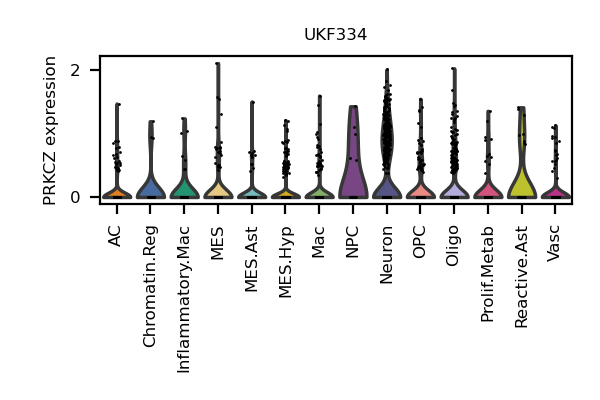 UKF334
PRKCZ expression
2
0
AC
Chromatin.Reg
Inflammatory.Mac
MES
MES.Ast
MES.Hyp
Mac
NPC
Neuron
OPC
Oligo
Prolif.Metab
Reactive.Ast
Vasc